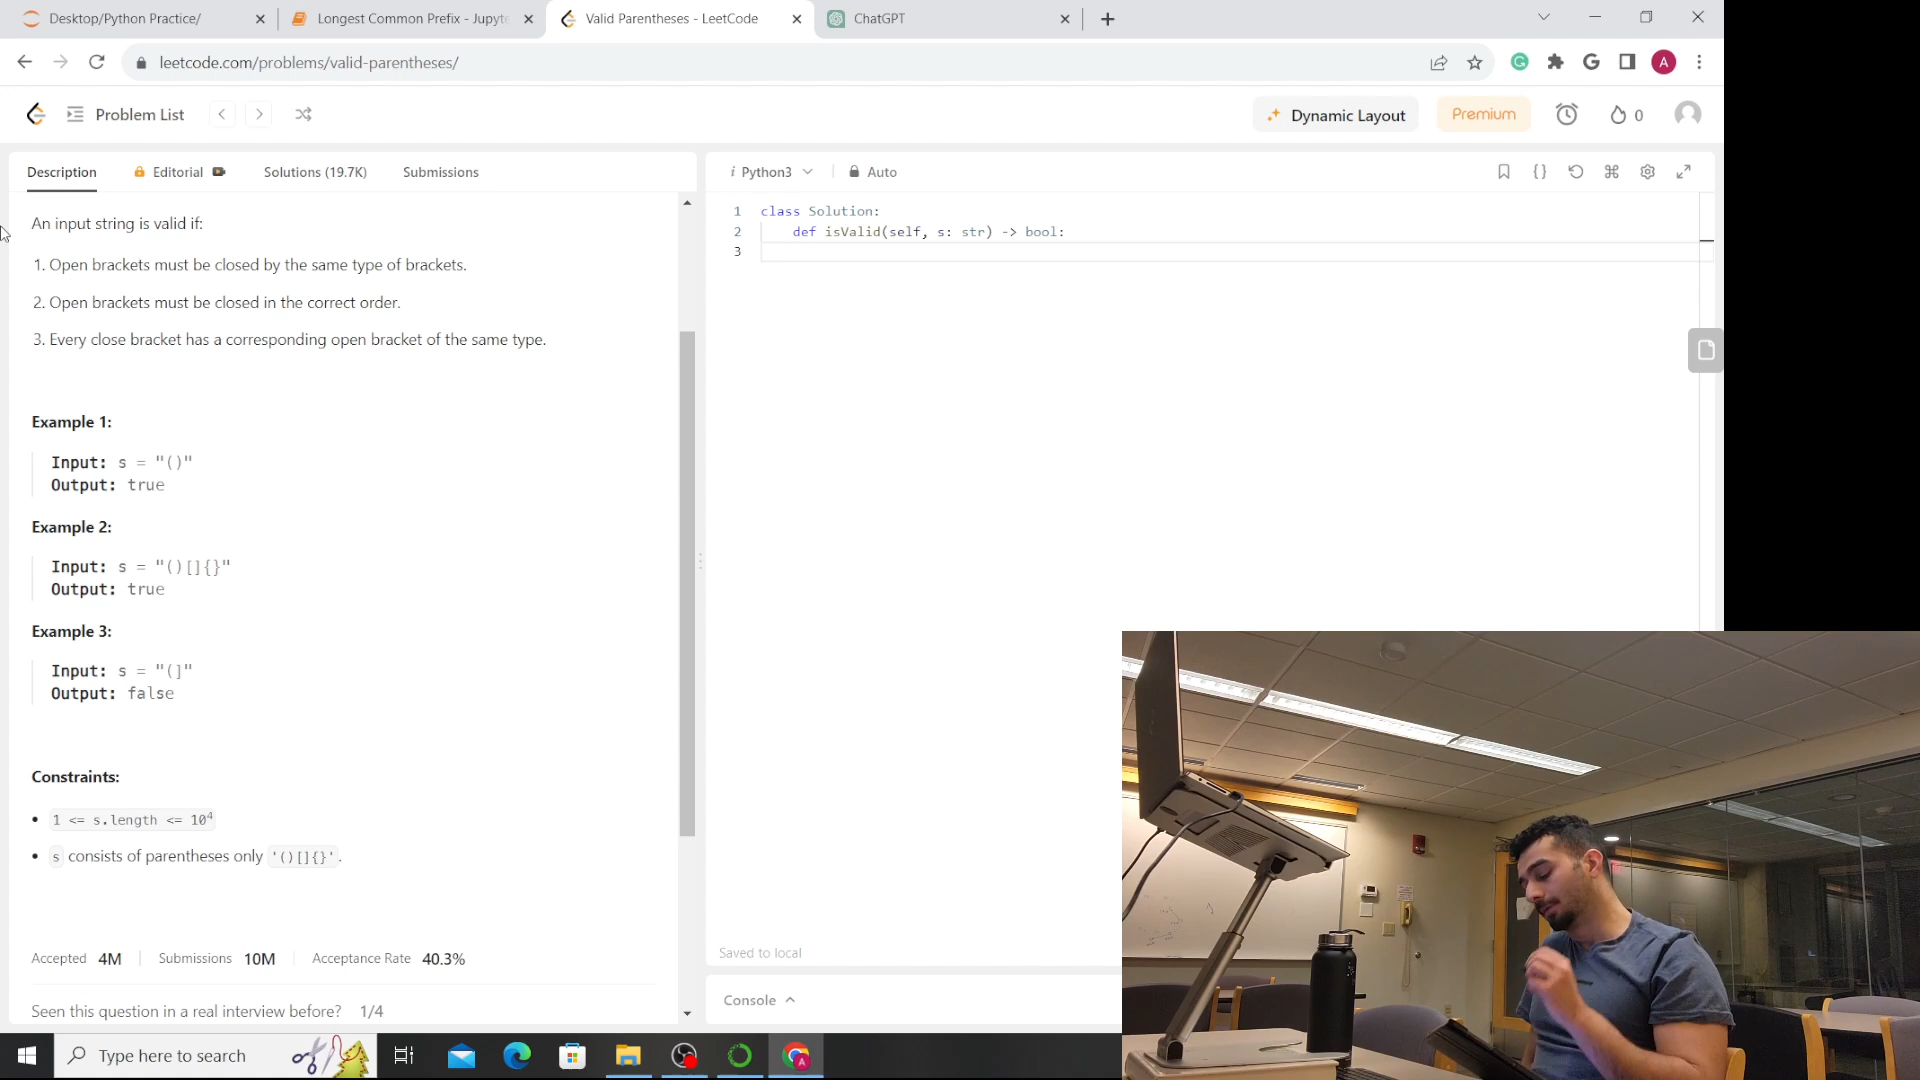 Desktop/Python Practice/
Longest Common Prefix - Jupyte
Valid Parentheses - LeetCode
ChatGPT
leetcode.com/problems/valid-parentheses/
A
Problem List
Dynamic Layout
Premium
0
Description
Editorial
Solutions (19.7K)
Submissions
An input string is valid if:
1. Open brackets must be closed by the same type of brackets.
2. Open brackets must be closed in the correct order.
3. Every close bracket has a corresponding open bracket of the same type.
Example 1:
Input: s = "()"
Output: true
Example 2:
Input: s = "()[]{}"
Output: true
Example 3:
Input: s = "(]"
Output: false
Constraints:
• 1 <= s.length <= 10⁴
• s consists of parentheses only '()[]{}'.
Accepted 4M
Submissions 10M
Acceptance Rate 40.3%
Seen this question in a real interview before? 1/4
i Python3
Auto
1 class Solution:
2 def isValid(self, s: str) -> bool:
3
Saved to local
Console
Type here to search